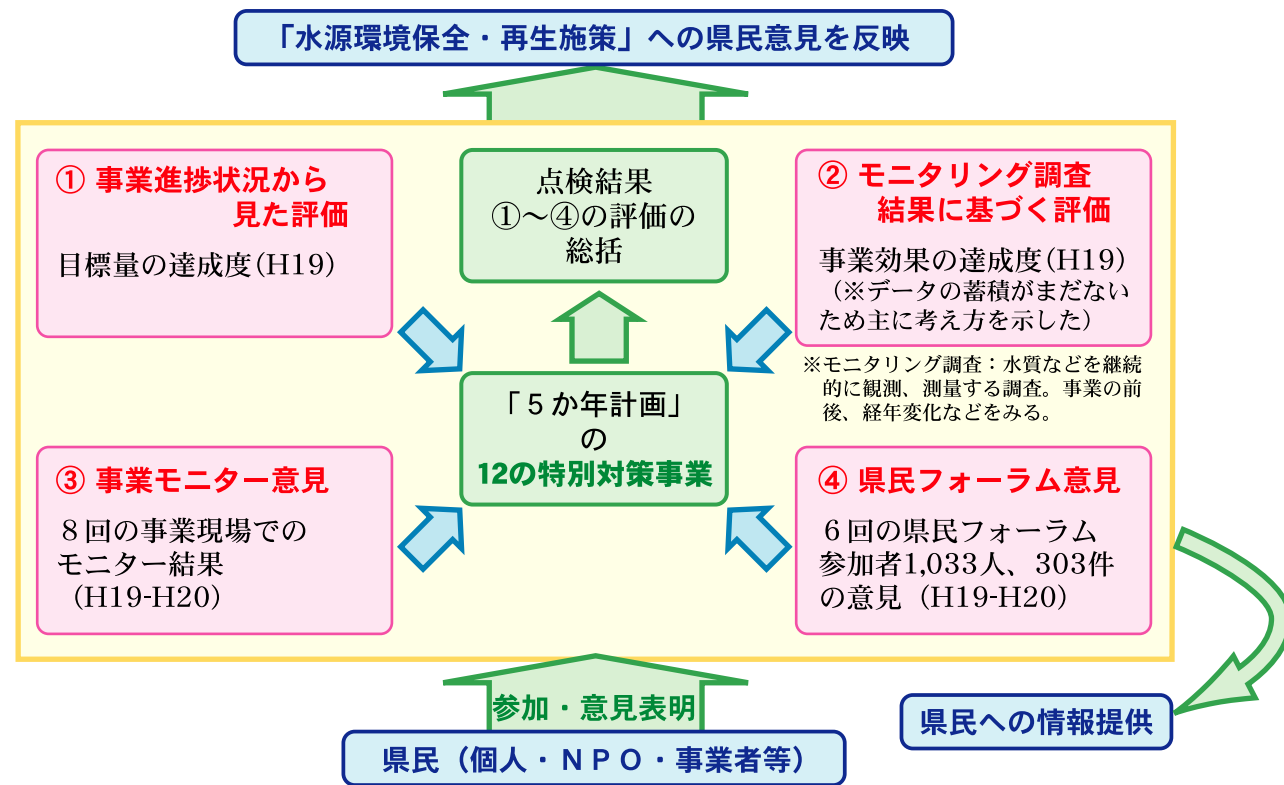 「水源環境保全・再生施策」への県民意見を反映
① 事業進捗状況から
見た評価
目標量の達成度(H19)
点検結果
①～④の評価の
総括
② モニタリング調査
結果に基づく評価
事業効果の達成度(H19)
（※データの蓄積がまだない
ため主に考え方を示した）
※モニタリング調査：水質などを継続
的に観測、測量する調査。事業の前
後、経年変化などをみる。
「５か年計画」
の
12の特別対策事業
③ 事業モニター意見
８回の事業現場での
モニター結果
（H19-H20）
④ 県民フォーラム意見
６回の県民フォーラム
参加者1,033人、303件
の意見（H19-H20）
参加・意見表明
県民（個人・ＮＰＯ・事業者等）
県民への情報提供